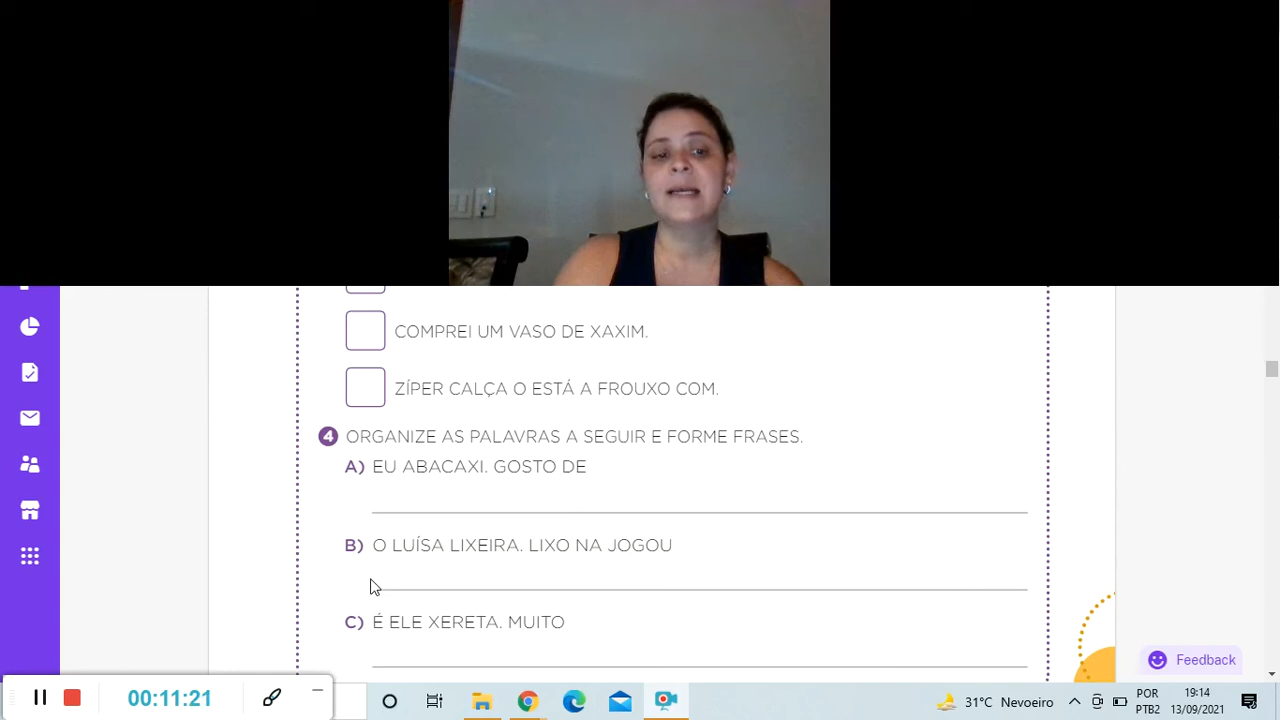 COMPREI UM VASO DE XAXIM.
ZÍPER CALÇA O ESTÁ A FROUXO COM.
4 ORGANIZE AS PALAVRAS A SEGUIR E FORME FRASES.
A) EU ABACAXI. GOSTO DE
B) O LUÍSA LIXEIRA. LIXO NA JOGOU
C) É ELE XERETA. MUITO
Feedback
00:11:21
31°C Nevoeiro
POR
PTB2
19:14
13/09/2021